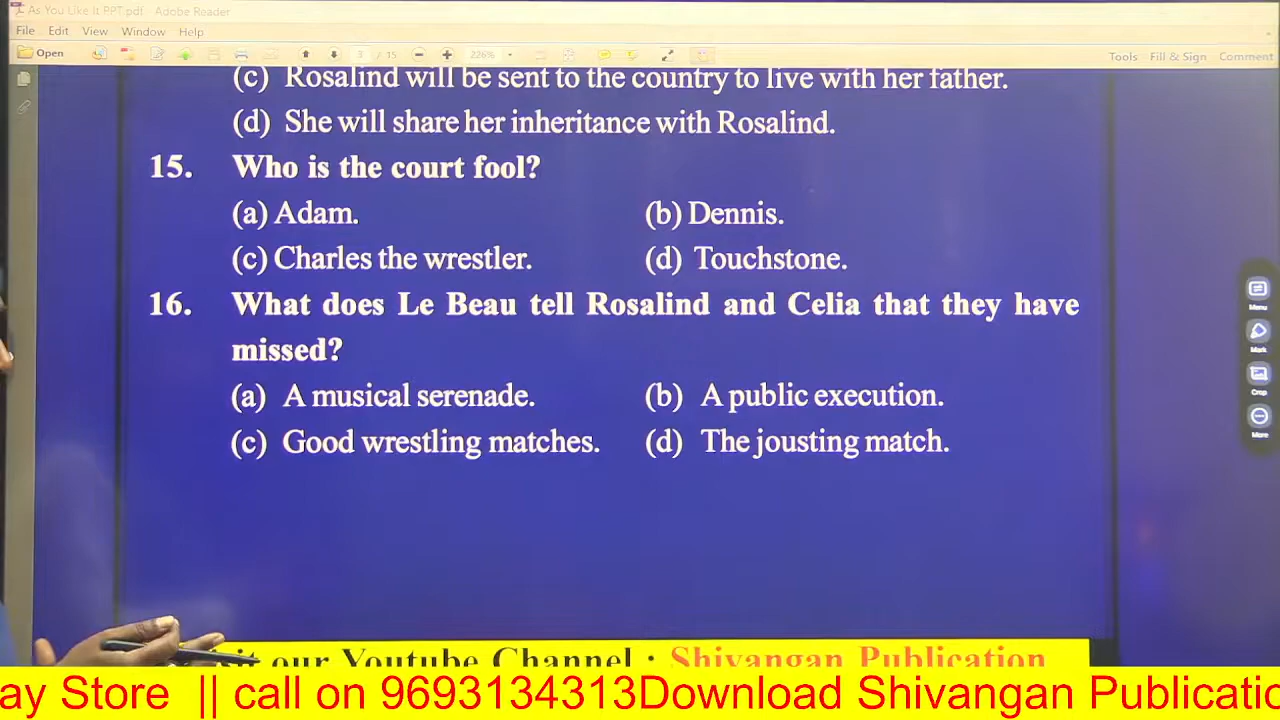 As You Like It PPT.pdf - Adobe Reader
File Edit View Window Help
Open / 15 226% Tools Fill & Sign Comment
(c) Rosalind will be sent to the country to live with her father.
(d) She will share her inheritance with Rosalind.
15. Who is the court fool?
(a) Adam. (b) Dennis.
(c) Charles the wrestler. (d) Touchstone.
16. What does Le Beau tell Rosalind and Celia that they have
missed?
(a) A musical serenade. (b) A public execution.
(c) Good wrestling matches. (d) The jousting match.
Menu
Mark
Crop
More
our Youtube Channel : Shivangan Publication
ay Store || call on 9693134313Download Shivangan Publicatio